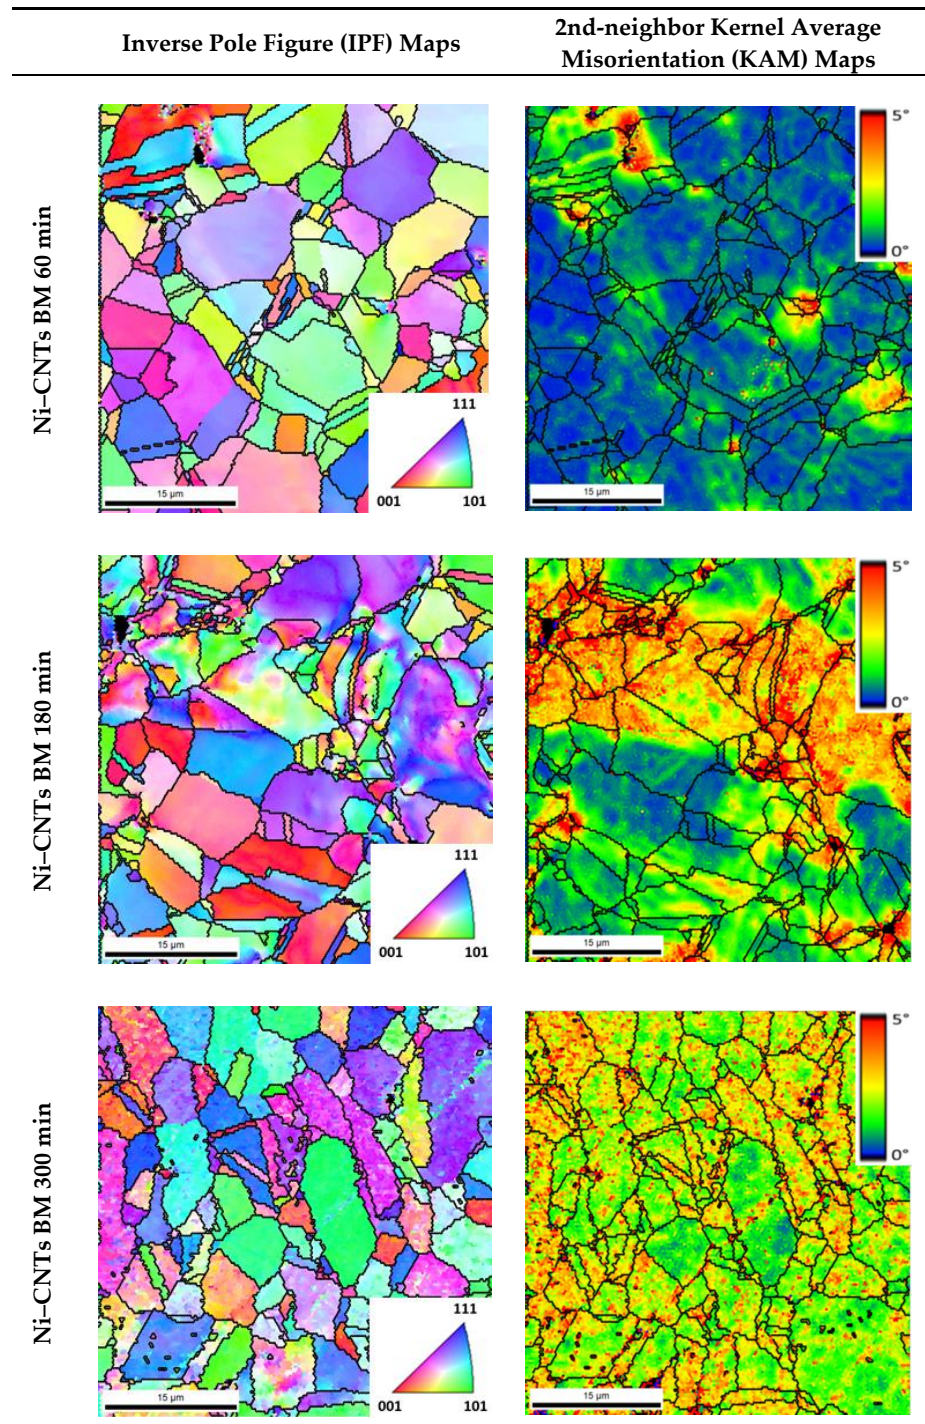 Inverse Pole Figure (IPF) Maps
2nd-neighbor Kernel Average
Misorientation (KAM) Maps
Ni–CNTs BM 60 min
111
001
101
15 µm
5°
0°
15 µm
Ni–CNTs BM 180 min
111
001
101
15 µm
5°
0°
15 µm
Ni–CNTs BM 300 min
111
001
101
15 µm
5°
0°
15 µm